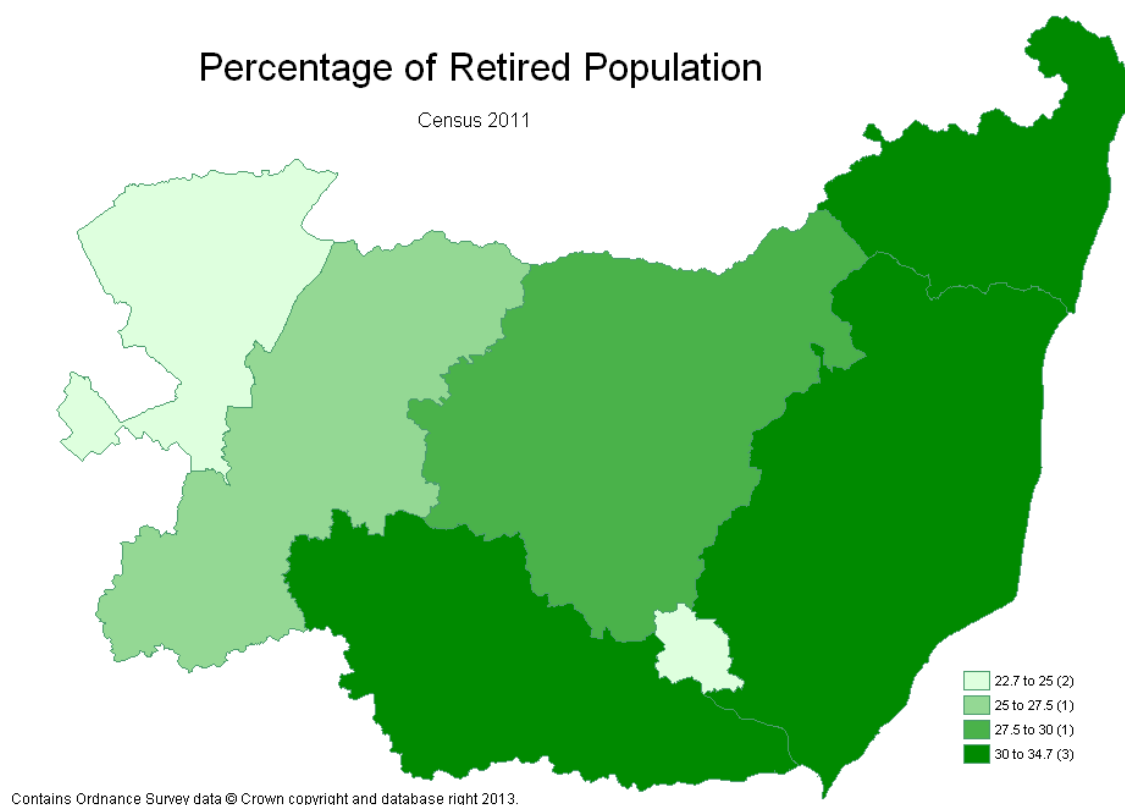 Percentage of Retired Population
Census 2011
22.7 to 25 (2)
25 to 27.5 (1)
27.5 to 30 (1)
30 to 34.7 (3)
Contains Ordnance Survey data © Crown copyright and database right 2013.